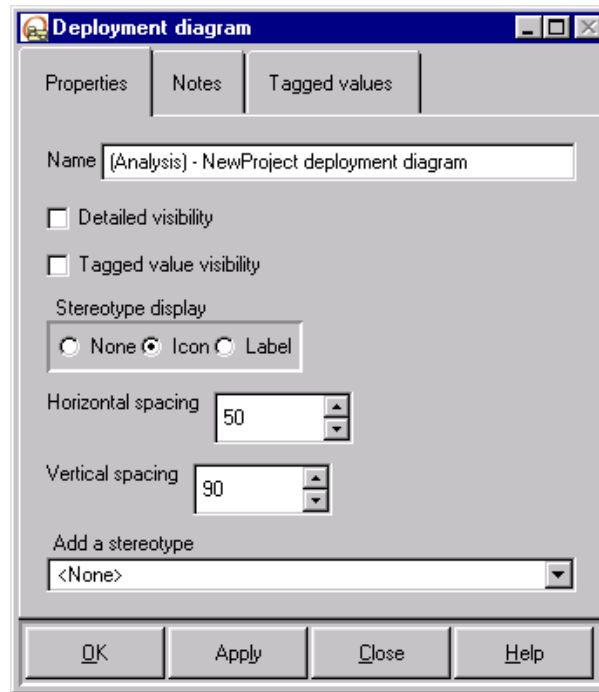 Deployment diagram
Properties Notes Tagged values
Name (Analysis) - NewProject deployment diagram
Detailed visibility
Tagged value visibility
Stereotype display
None Icon Label
Horizontal spacing 50
Vertical spacing 90
Add a stereotype
<None>
OK Apply Close Help